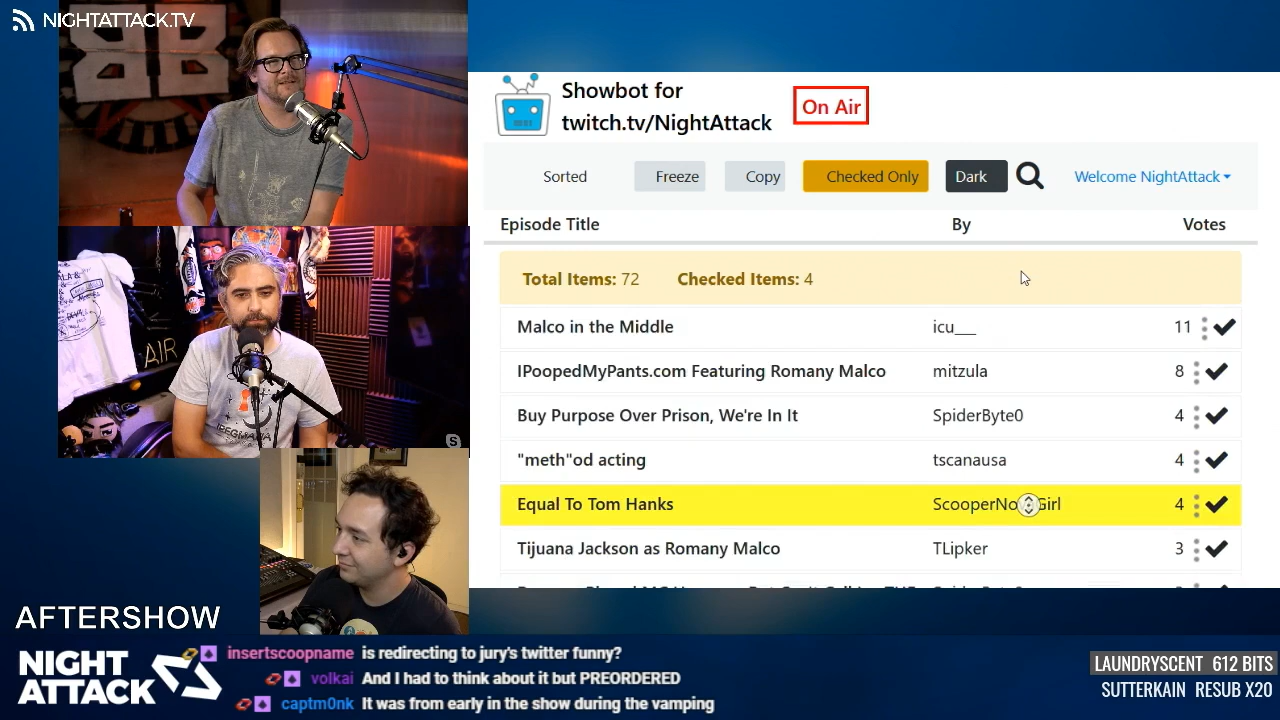 NIGHTATTACK.TV
Showbot for
twitch.tv/NightAttack
On Air
Sorted
Freeze
Copy
Checked Only
Dark
Welcome NightAttack
Episode Title
By
Votes
Total Items: 72
Checked Items: 4
Malco in the Middle icu___ 11
IPoopedMyPants.com Featuring Romany Malco mitzula 8
Buy Purpose Over Prison, We're In It SpiderByte0 4
"meth"od acting tscanausa 4
Equal To Tom Hanks 4
Tijuana Jackson as Romany Malco TLipker 3
AIR
AFTERSHOW
NIGHT
ATTACK
insertscoopname is redirecting to jury's twitter funny?
volkai And I had to think about it but PREORDERED
captm0nk It was from early in the show during the vamping
LAUNDRYSCENT 612 BITS
SUTTERKAIN RESUB X20